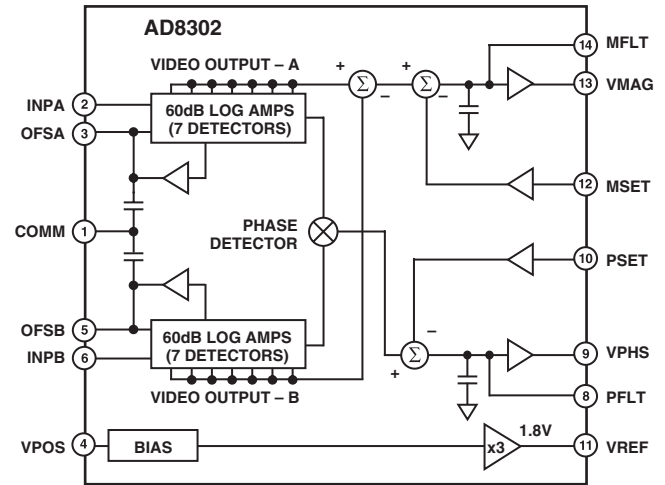 AD8302
MFLT
14
VIDEO OUTPUT – A
+
Σ
–
+
Σ
–
13
VMAG
INPA
2
60dB LOG AMPS
(7 DETECTORS)
OFSA
3
12
MSET
COMM
1
PHASE
DETECTOR
10
PSET
–
OFSB
5
60dB LOG AMPS
(7 DETECTORS)
+
Σ
9
VPHS
INPB
6
VIDEO OUTPUT – B
8
PFLT
VPOS
4
BIAS
x3
1.8V
11
VREF